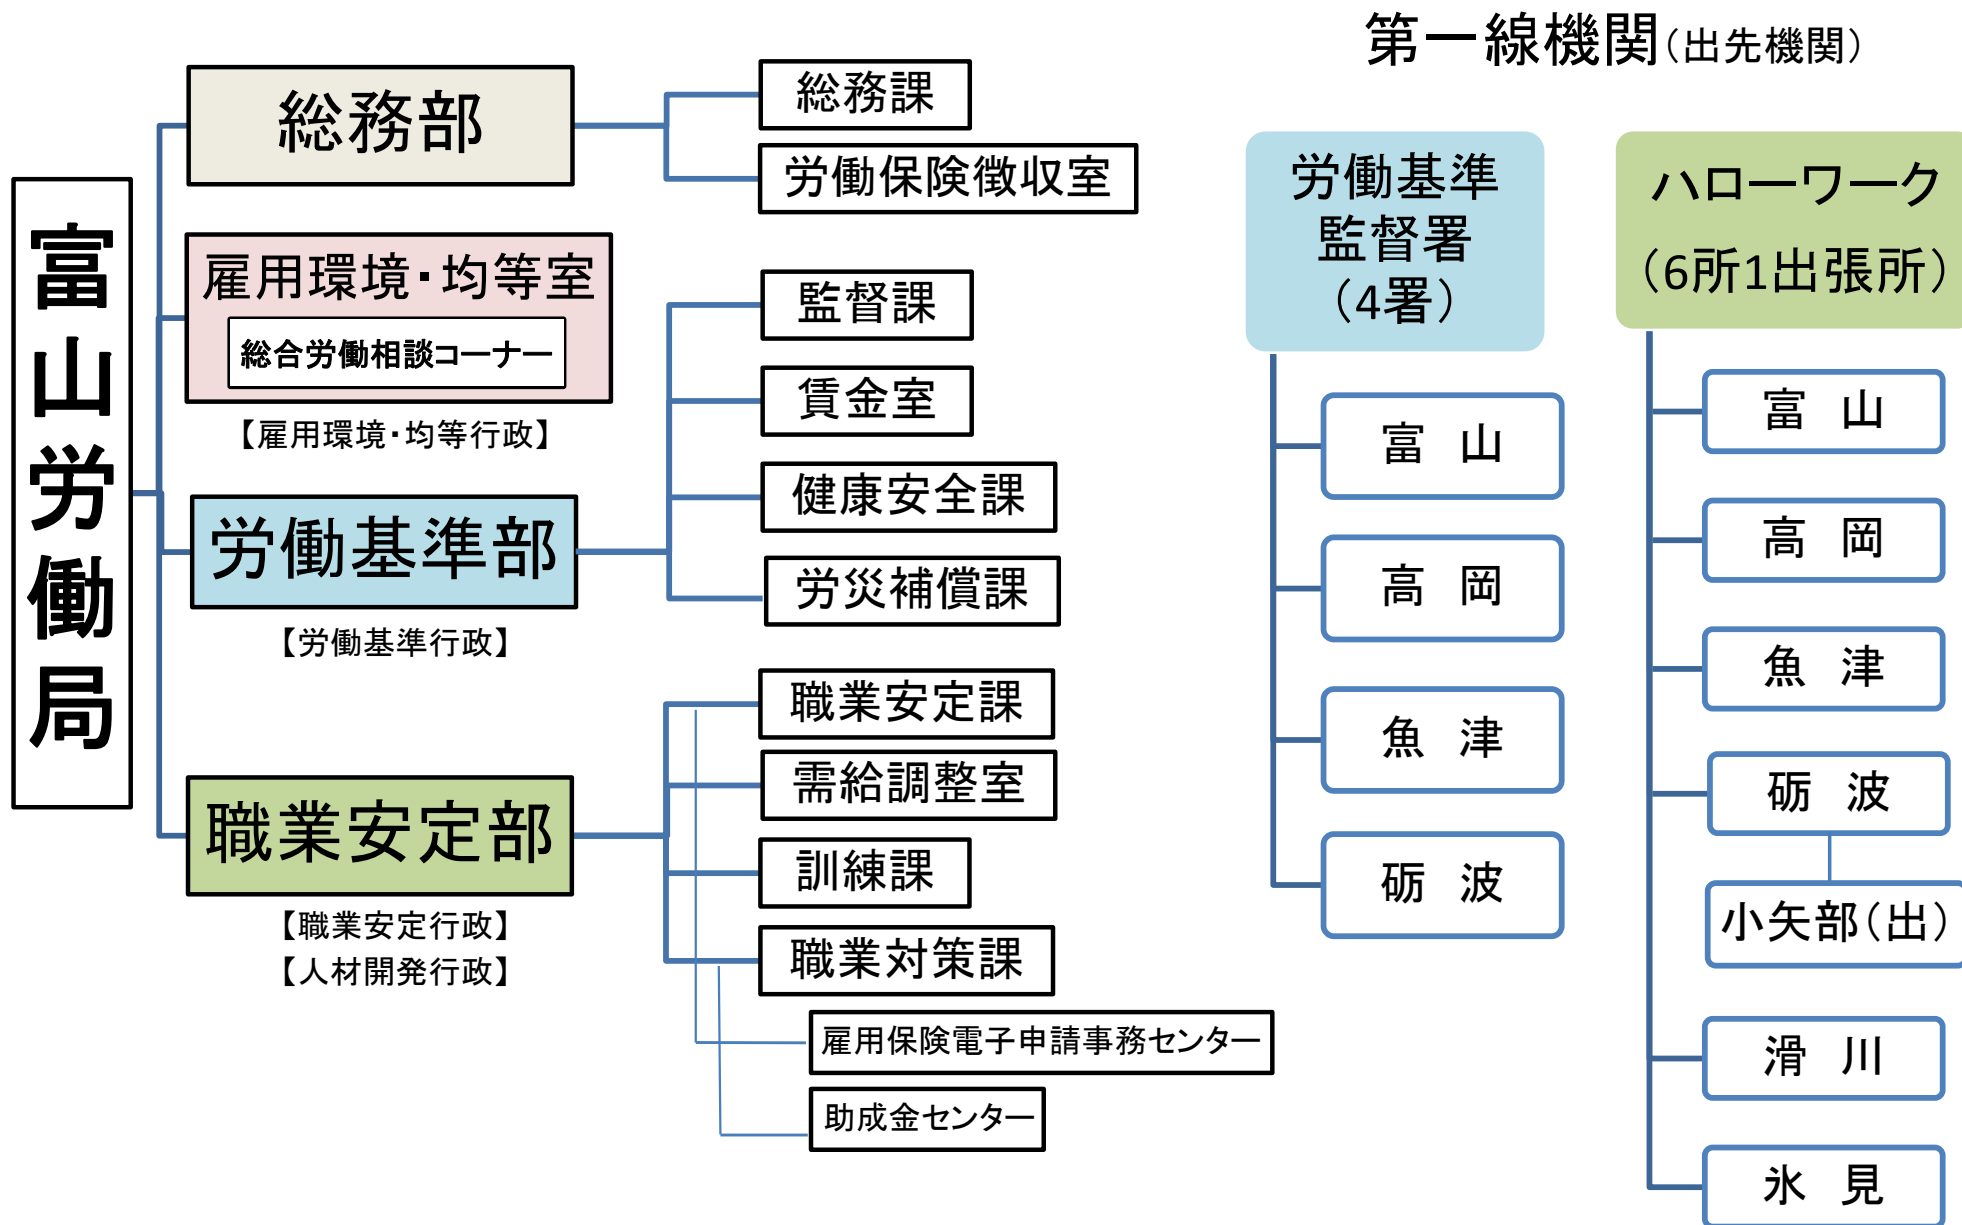 富山労働局
総務部
総務課
労働保険徴収室
雇用環境・均等室
総合労働相談コーナー
【雇用環境・均等行政】
労働基準部
【労働基準行政】
監督課
賃金室
健康安全課
労災補償課
職業安定部
【職業安定行政】
【人材開発行政】
職業安定課
需給調整室
訓練課
職業対策課
雇用保険電子申請事務センター
助成金センター
第一線機関(出先機関)
労働基準
監督署
(4署)
富 山
高 岡
魚 津
砺 波
ハローワーク
(6所1出張所)
富 山
高 岡
魚 津
砺 波
小矢部(出)
滑 川
氷 見